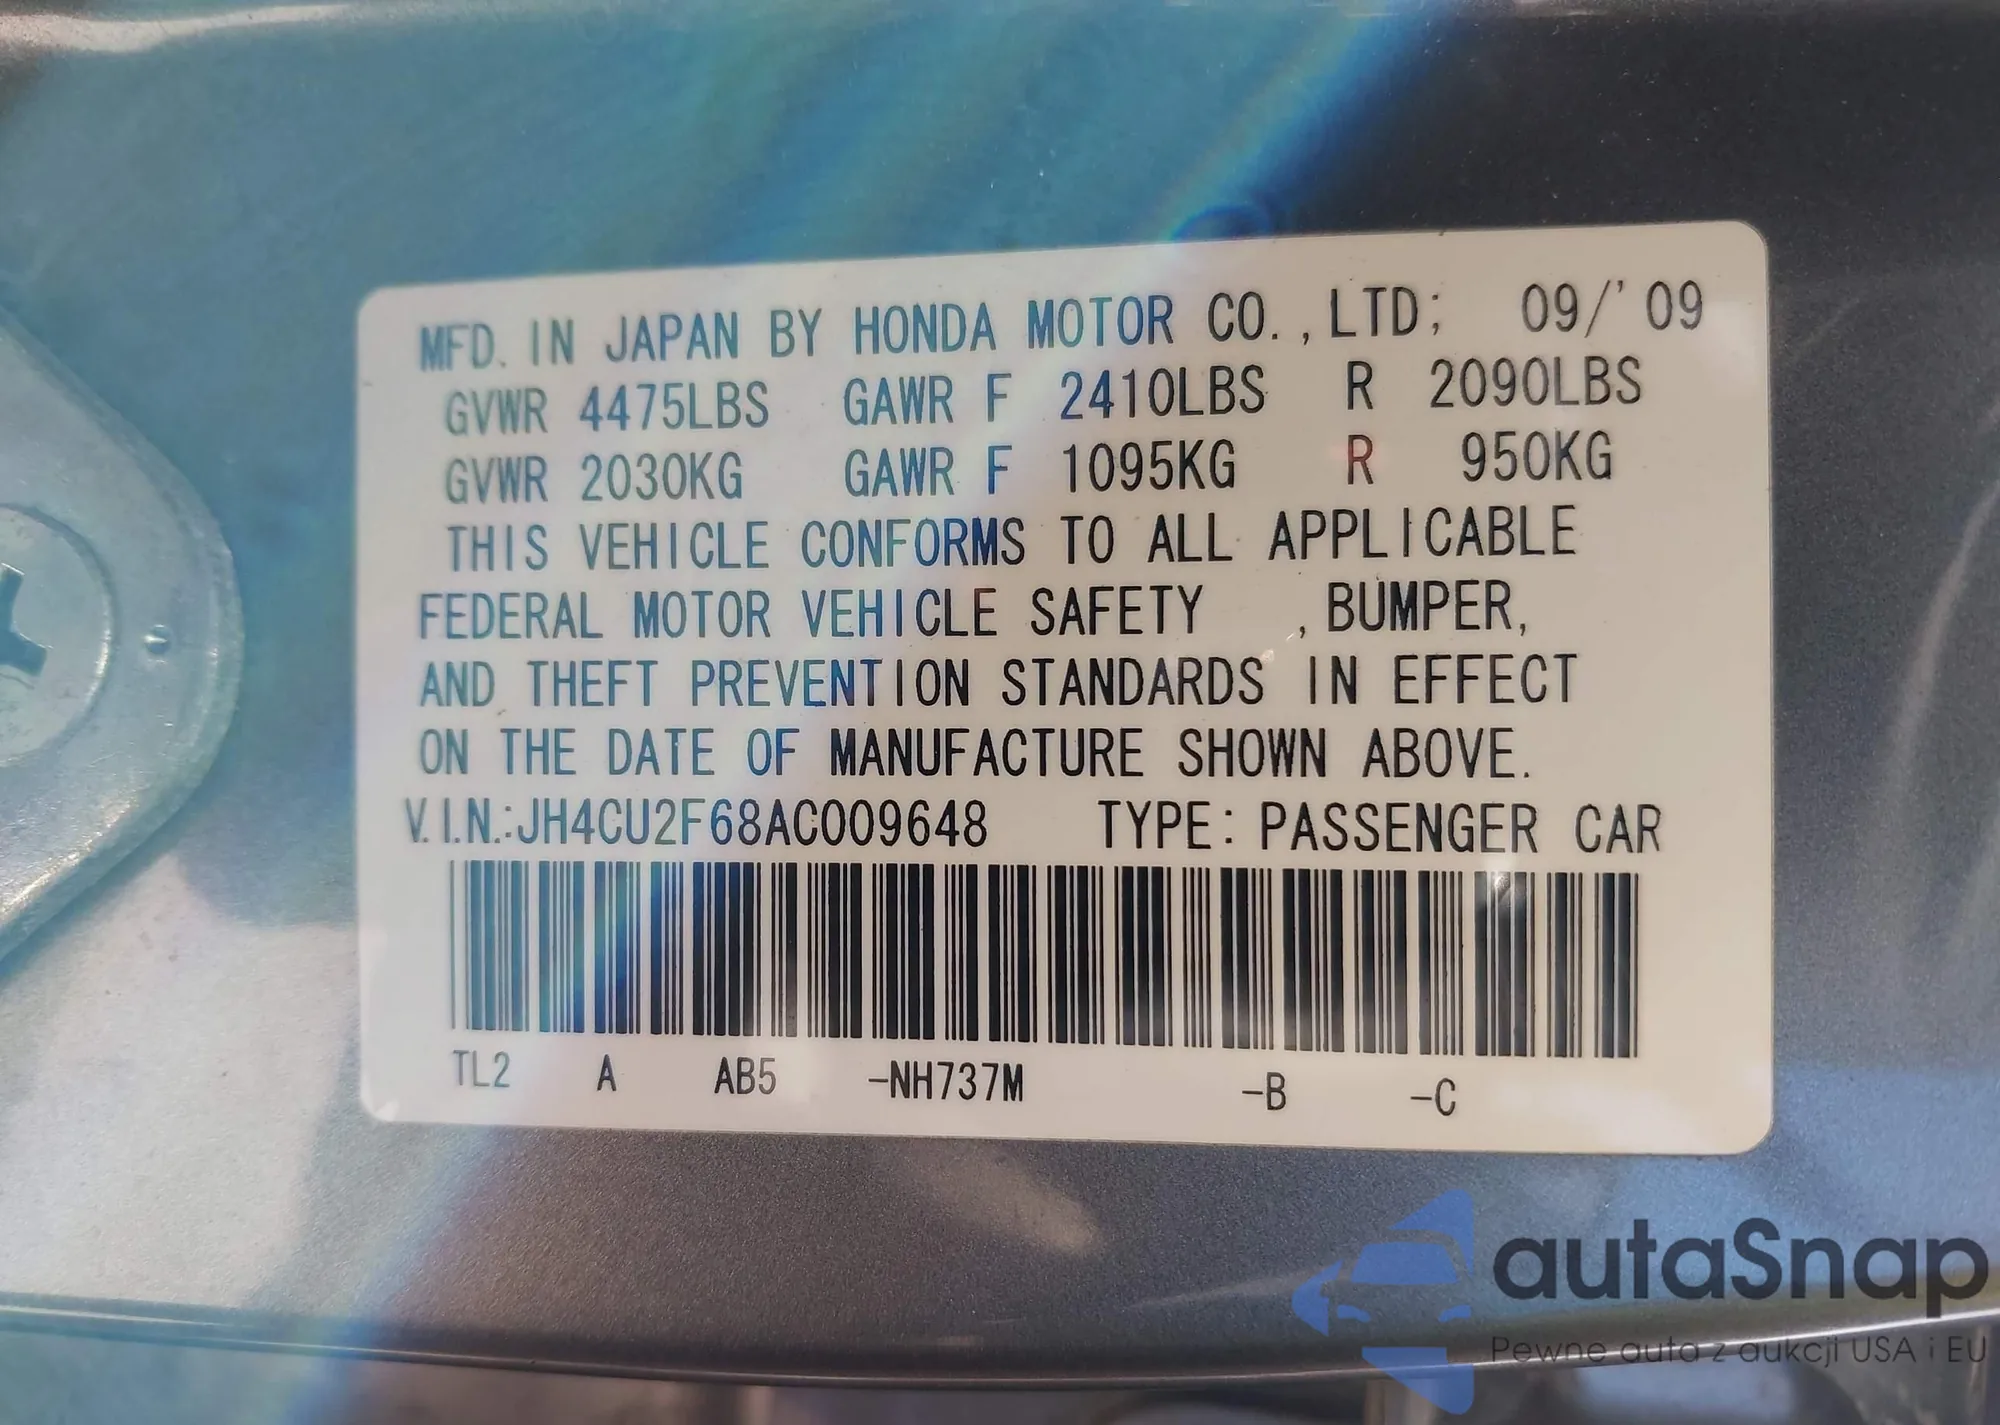 MFD. IN JAPAN BY HONDA MOTOR CO.,LTD; 09/'09
GVWR 4475LBS GAWR F 2410LBS R 2090LBS
GVWR 2030KG GAWR F 1095KG R 950KG
THIS VEHICLE CONFORMS TO ALL APPLICABLE
FEDERAL MOTOR VEHICLE SAFETY , BUMPER,
AND THEFT PREVENTION STANDARDS IN EFFECT
ON THE DATE OF MANUFACTURE SHOWN ABOVE.
V.I.N.:JH4CU2F68AC009648 TYPE: PASSENGER CAR
TL2 A AB5 -NH737M -B -C
autaSnap
Pewne auta z aukcji USA i EU